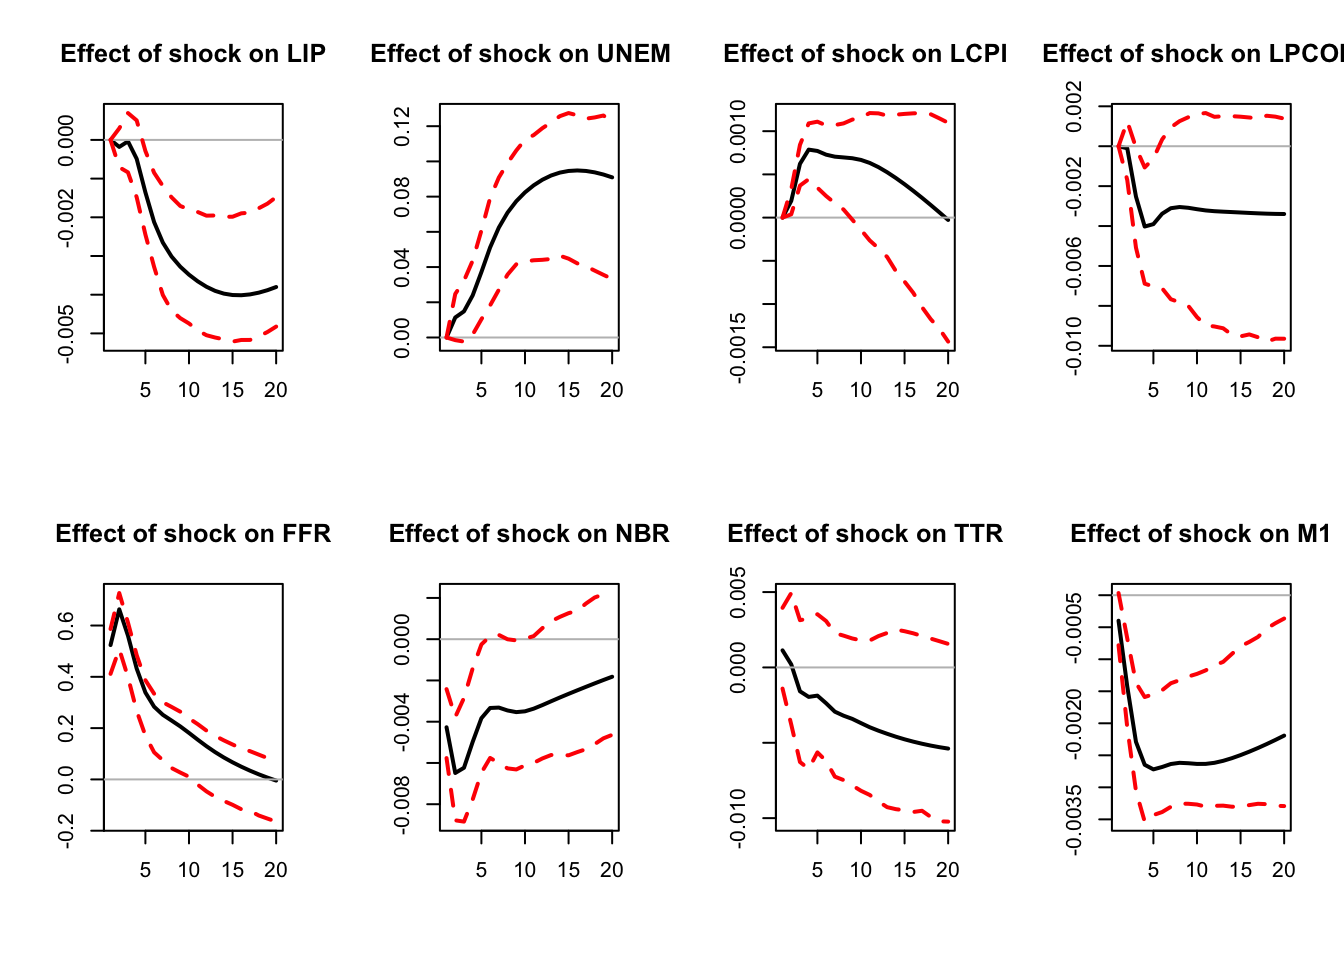 Effect of shock on LIP
Effect of shock on UNEM
Effect of shock on LCPI
Effect of shock on LPCO
0.000
-0.002
-0.005
5 10 15 20
0.12
0.08
0.04
0.00
5 10 15 20
0.0010
0.0000
-0.0015
5 10 15 20
0.002
-0.002
-0.006
-0.010
5 10 15 20
Effect of shock on FFR
Effect of shock on NBR
Effect of shock on TTR
Effect of shock on M1
0.6
0.4
0.2
0.0
-0.2
5 10 15 20
0.000
-0.004
-0.008
5 10 15 20
0.005
0.000
-0.010
5 10 15 20
-0.0005
-0.0020
-0.0035
5 10 15 20